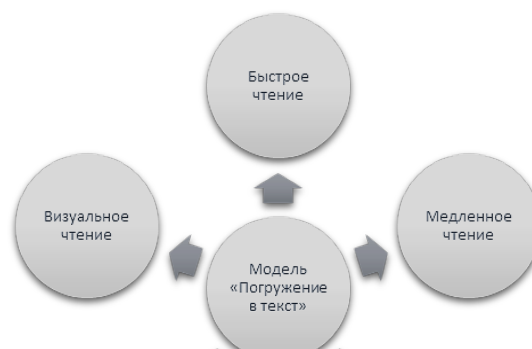 Быстрое
чтение
Визуальное
чтение
Медленное
чтение
Модель
«Погружение
в текст»